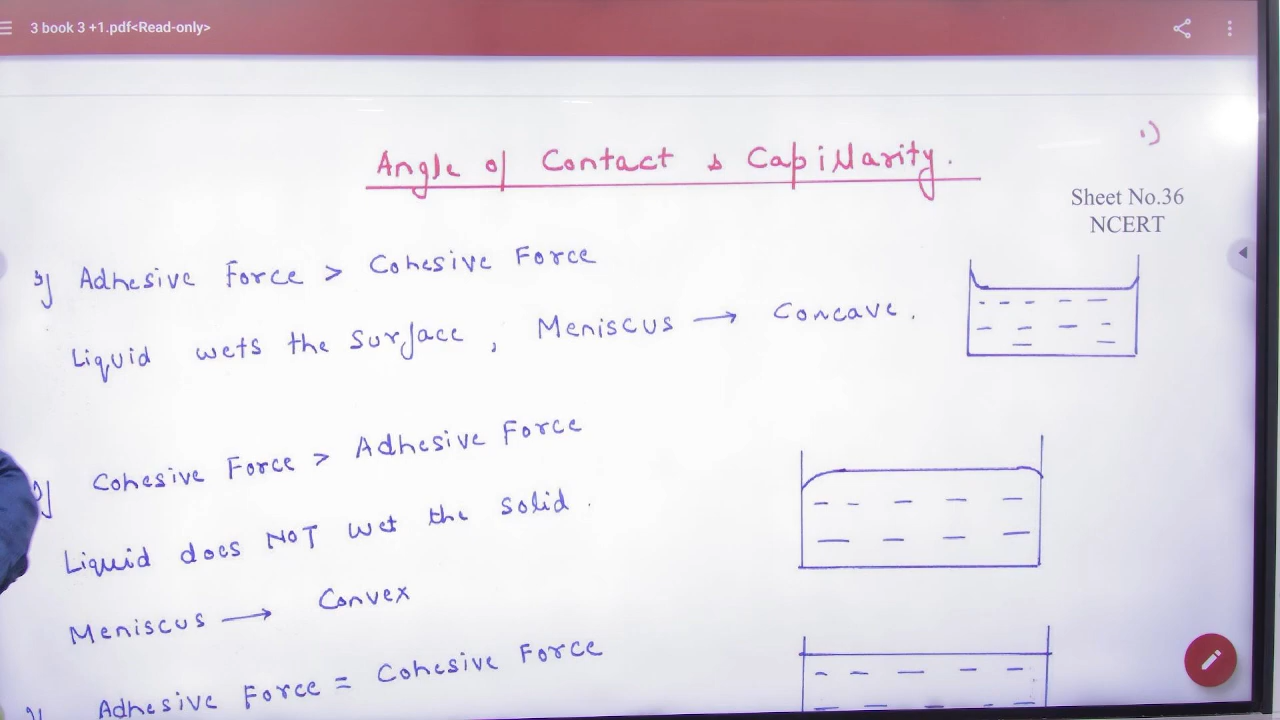 3 book 3 +1.pdf<Read-only>
Angle of Contact & Capillarity.
1)
Sheet No.36
NCERT
Adhesive Force > Cohesive Force
Liquid wets the surface, Meniscus → Concave.
Cohesive Force > Adhesive Force
Liquid does NOT wet the solid.
Meniscus → Convex
Adhesive Force = Cohesive Force